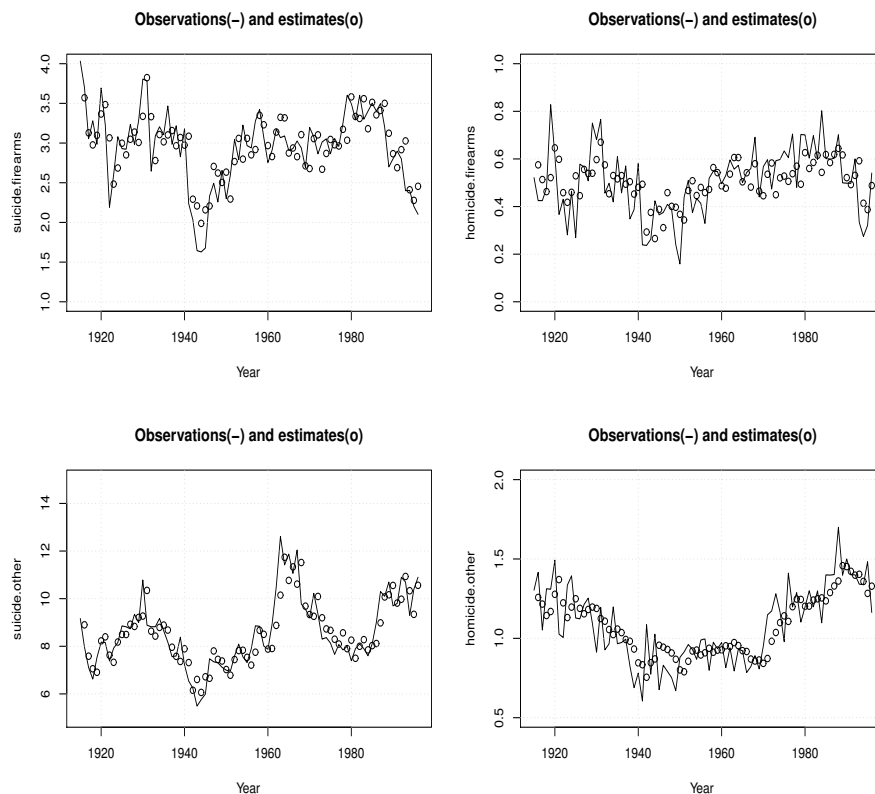 Observations(−) and estimates(o)
suicide.firearms
4.0
3.5
3.0
2.5
2.0
1.5
1.0
1920 1940 1960 1980
Year
Observations(−) and estimates(o)
homicide.firearms
1.0
0.8
0.6
0.4
0.2
0.0
1920 1940 1960 1980
Year
Observations(−) and estimates(o)
suicide.other
14
12
10
8
6
1920 1940 1960 1980
Year
Observations(−) and estimates(o)
homicide.other
2.0
1.5
1.0
0.5
1920 1940 1960 1980
Year